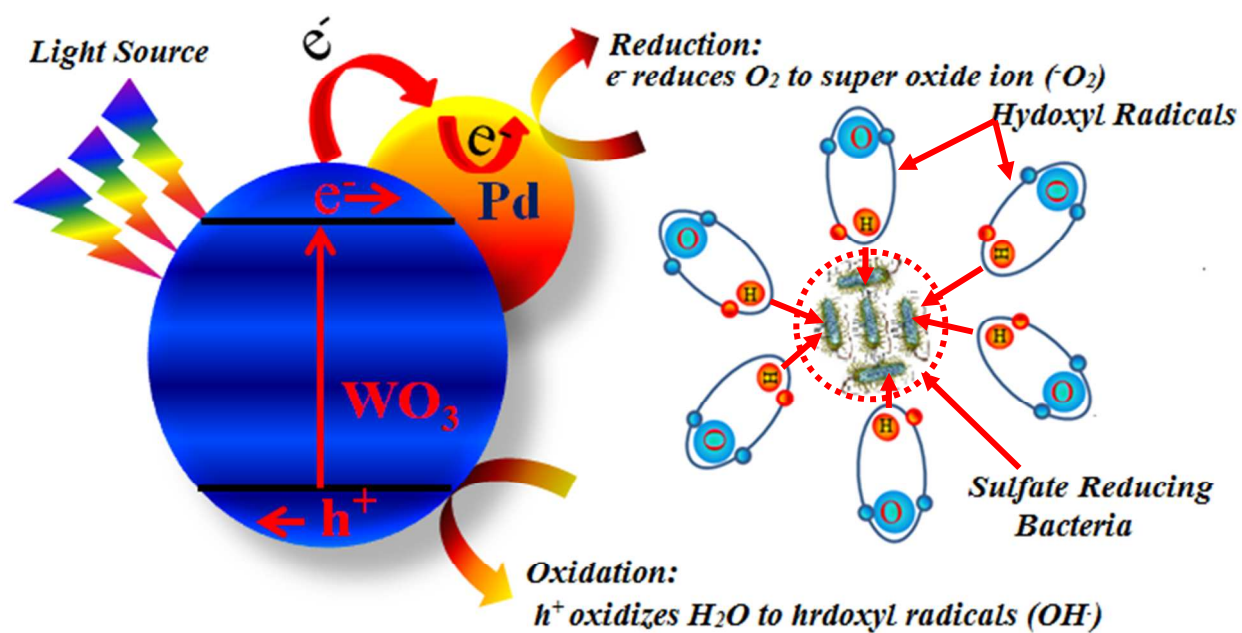 Light Source
e-
Reduction:
e- reduces O2 to super oxide ion (-O2)
Hydoxyl Radicals
e-
Pd
e-
WO3
h+
O
H
O
H
O
H
H
O
H
O
H
O
Sulfate Reducing
Bacteria
Oxidation:
h+ oxidizes H2O to hrdoxyl radicals (OH·)